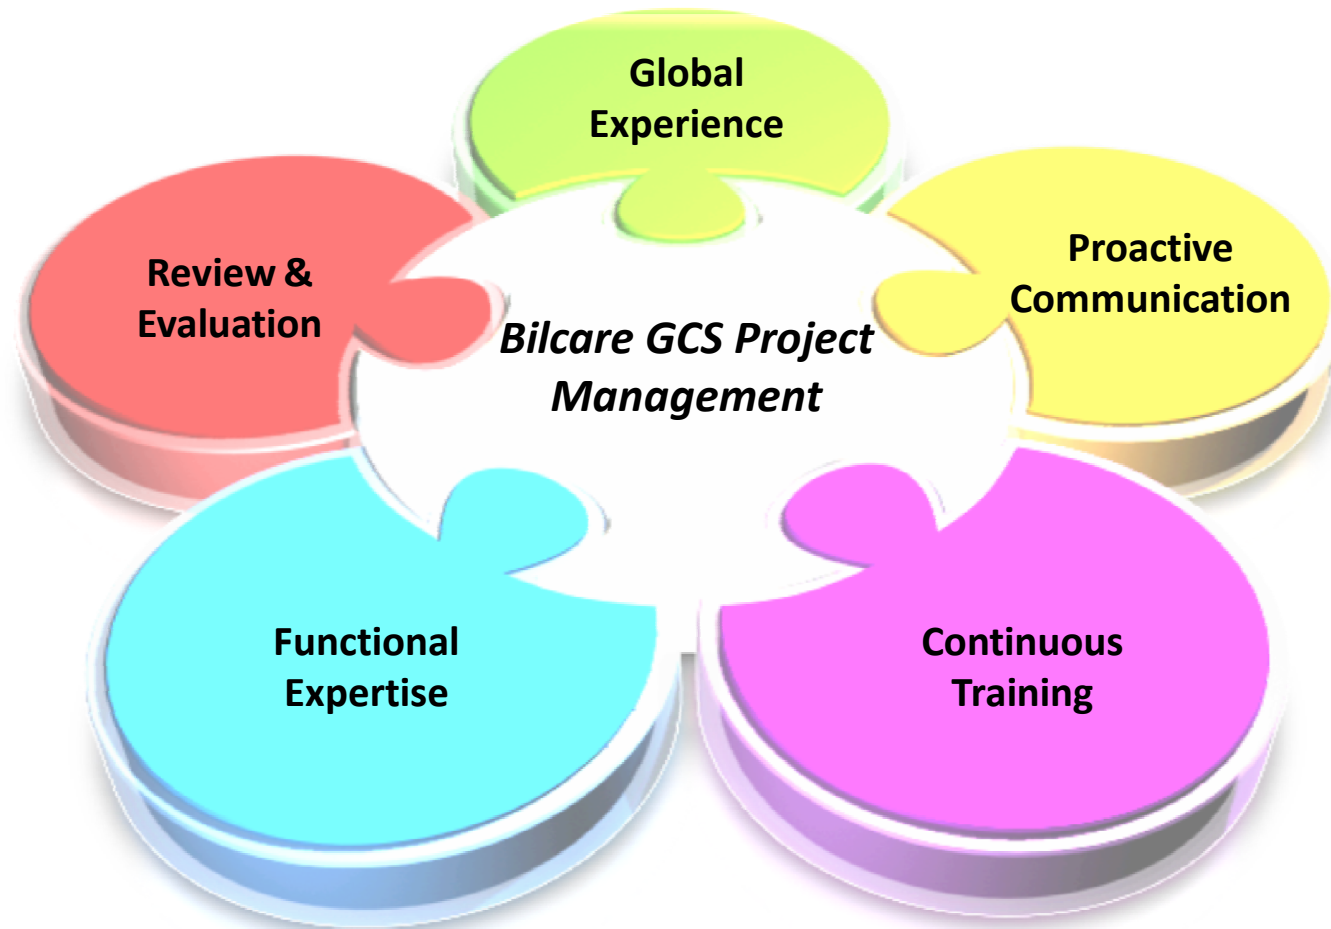 Global
Experience
Proactive
Communication
Review &
Evaluation
Bilcare GCS Project
Management
Functional
Expertise
Continuous
Training